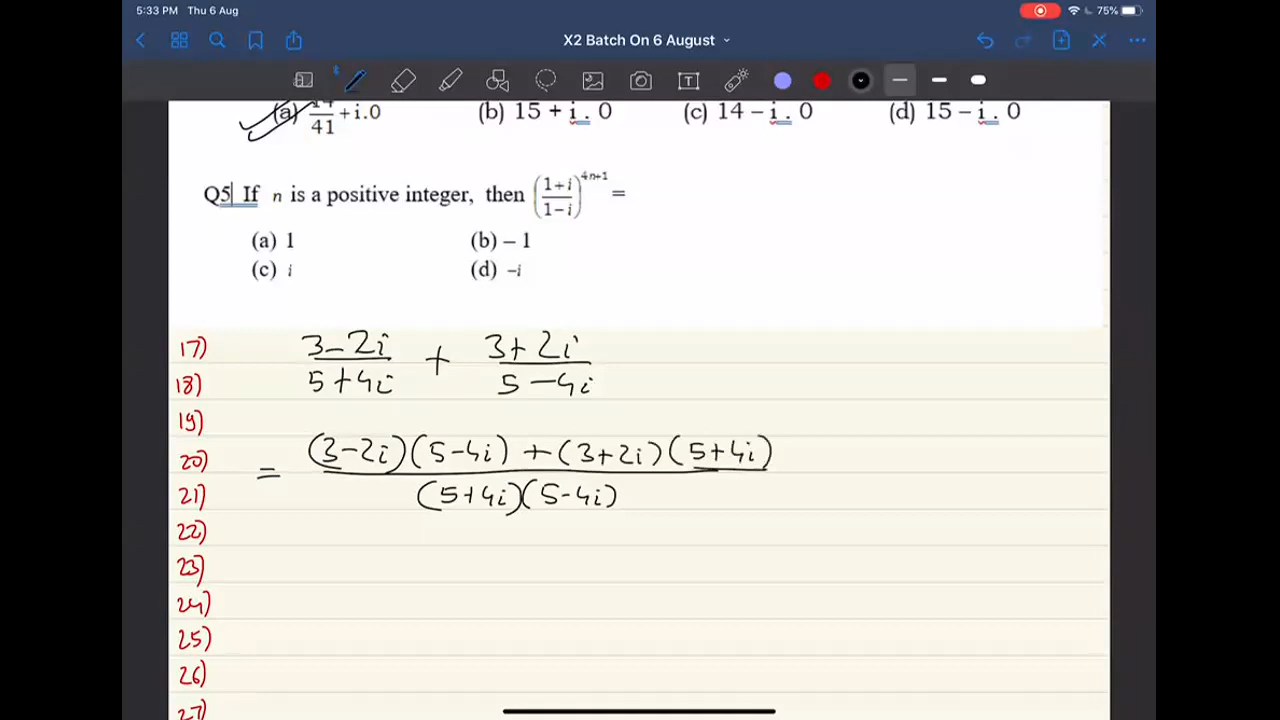 5:33 PM Thu 6 Aug 75%
X2 Batch On 6 August
T
(a) 14/41 + i.0 (b) 15 + i . 0 (c) 14 – i . 0 (d) 15 – i . 0
Q5 If n is a positive integer, then ((1+i)/(1−i))^(4n+1) =
(a) 1 (b) – 1
(c) i (d) –i
17) (3-2i)/(5+4i) + (3+2i)/(5-4i)
18)
19)
20) = ((3-2i)(5-4i) + (3+2i)(5+4i))/((5+4i)(5-4i))
21)
22)
23)
24)
25)
26)
27)